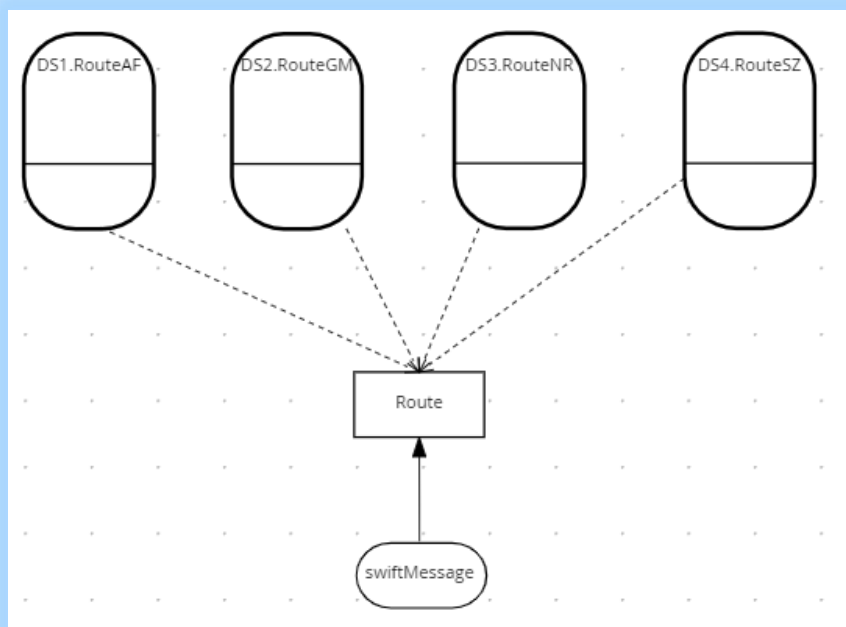 DS1.RouteAF
DS2.RouteGM
DS3.RouteNR
DS4.RouteSZ
Route
swiftMessage